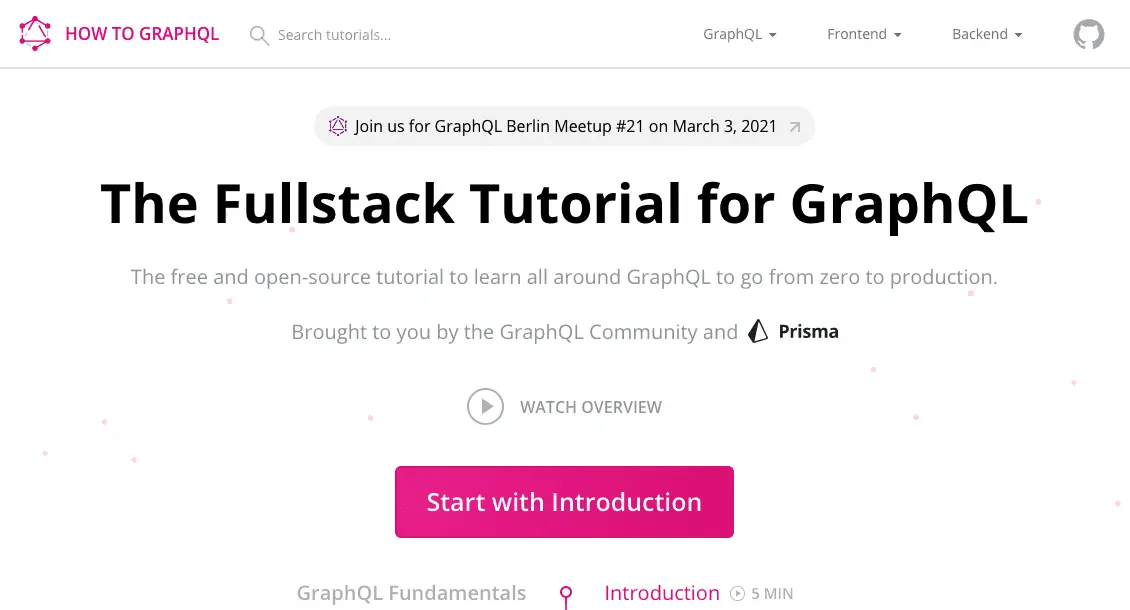 HOW TO GRAPHQL
Search tutorials...
GraphQL
Frontend
Backend
Join us for GraphQL Berlin Meetup #21 on March 3, 2021
The Fullstack Tutorial for GraphQL
The free and open-source tutorial to learn all around GraphQL to go from zero to production.
Brought to you by the GraphQL Community and Prisma
WATCH OVERVIEW
Start with Introduction
GraphQL Fundamentals
Introduction 5 MIN